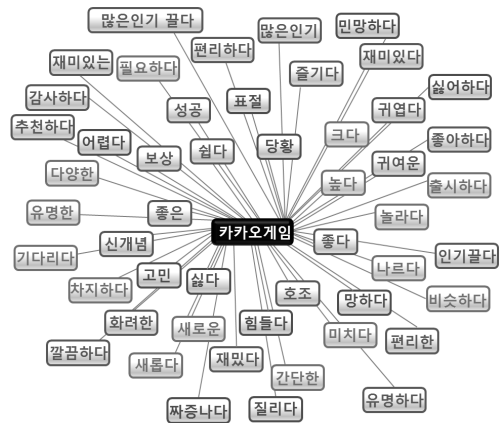 많은인기 끌다
많은인기
민망하다
편리하다
재미있다
재미있는
필요하다
즐기다
싫어하다
감사하다
표절
성공
귀엽다
추천하다
어렵다
크다
좋아하다
당황
쉽다
보상
귀여운
다양한
높다
출시하다
유명한
좋은
놀라다
카카오게임
좋다
신개념
기다리다
인기끌다
고민
싫다
나르다
차지하다
호조
망하다
비슷하다
화려한
새로운
힘들다
미치다
편리한
깔끔하다
새롭다
재밌다
간단한
유명하다
짜증나다
질리다